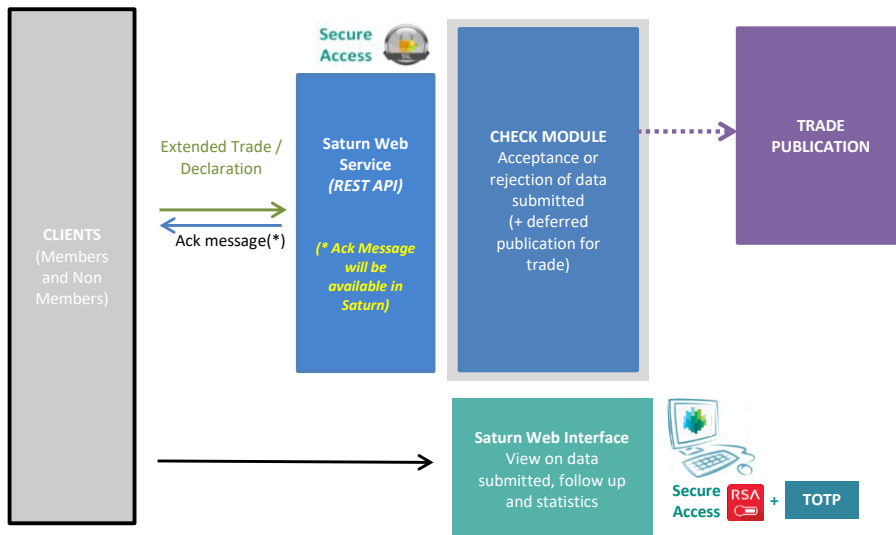 Secure
Access
SSL
Extended Trade /
Declaration
Ack message(*)
CLIENTS
(Members
and Non
Members)
Saturn Web
Service
(REST API)
(* Ack Message
will be
available in
Saturn)
CHECK MODULE
Acceptance or
rejection of data
submitted
(+ deferred
publication for
trade)
TRADE
PUBLICATION
Saturn Web Interface
View on data
submitted, follow up
and statistics
Secure
Access
RSA
+
TOTP